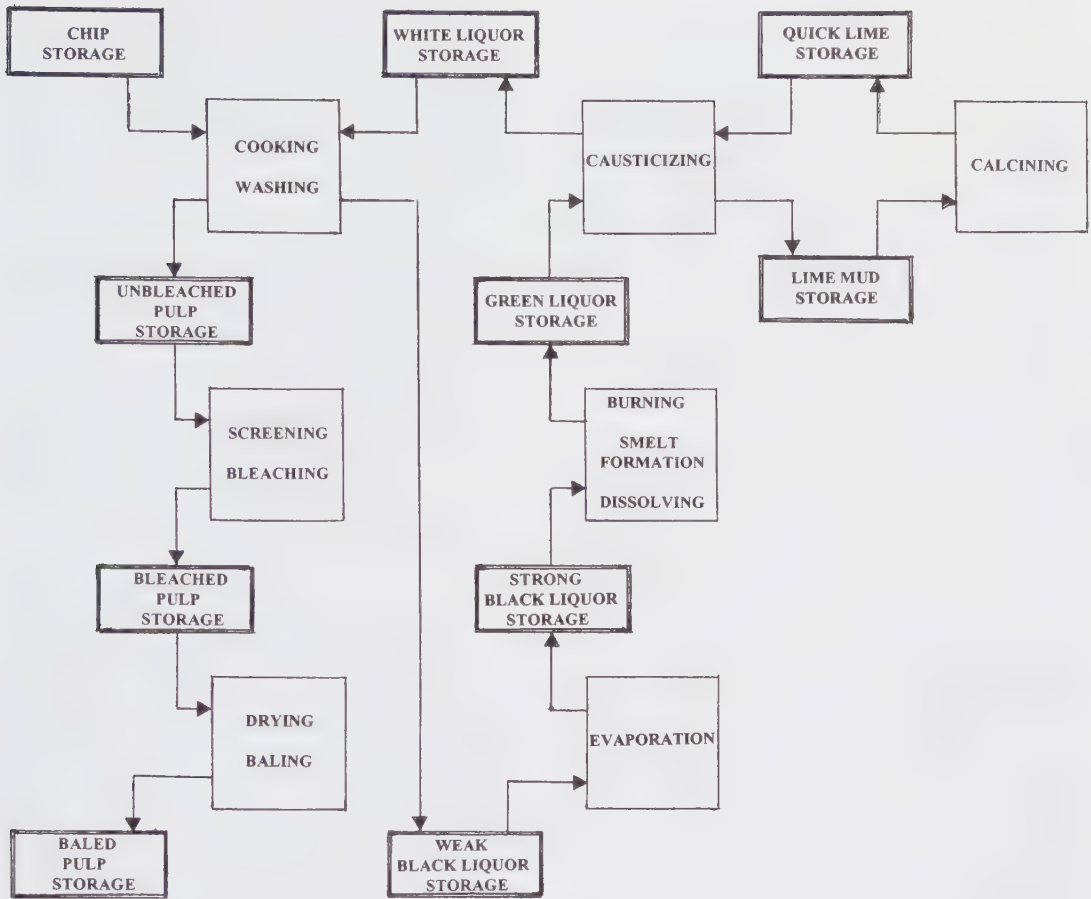 CHIP
STORAGE
WHITE LIQUOR
STORAGE
QUICK LIME
STORAGE
COOKING
WASHING
CAUSTICIZING
CALCINING
UNBLEACHED
PULP
STORAGE
GREEN LIQUOR
STORAGE
LIME MUD
STORAGE
SCREENING
BLEACHING
BURNING
SMELT
FORMATION
DISSOLVING
BLEACHED
PULP
STORAGE
STRONG
BLACK LIQUOR
STORAGE
DRYING
BALING
EVAPORATION
BALED
PULP
STORAGE
WEAK
BLACK LIQUOR
STORAGE